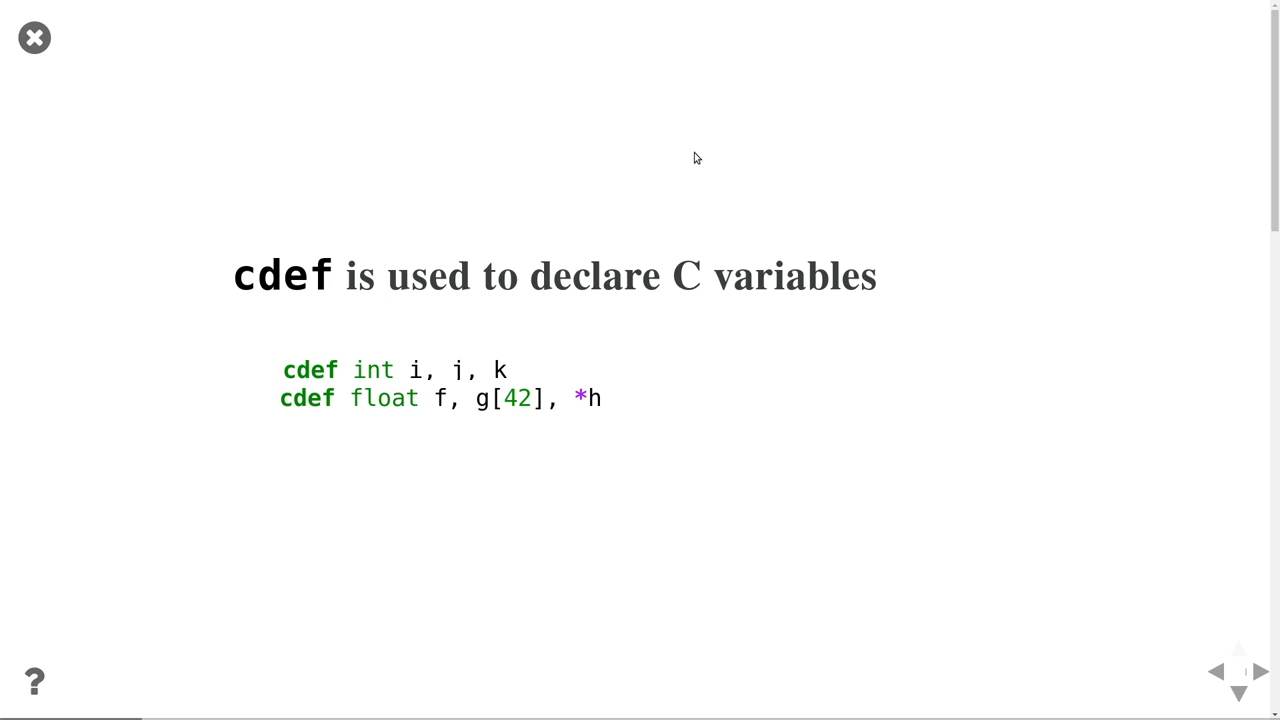 cdef is used to declare C variables
cdef int i, j, k
cdef float f, g[42], *h
?